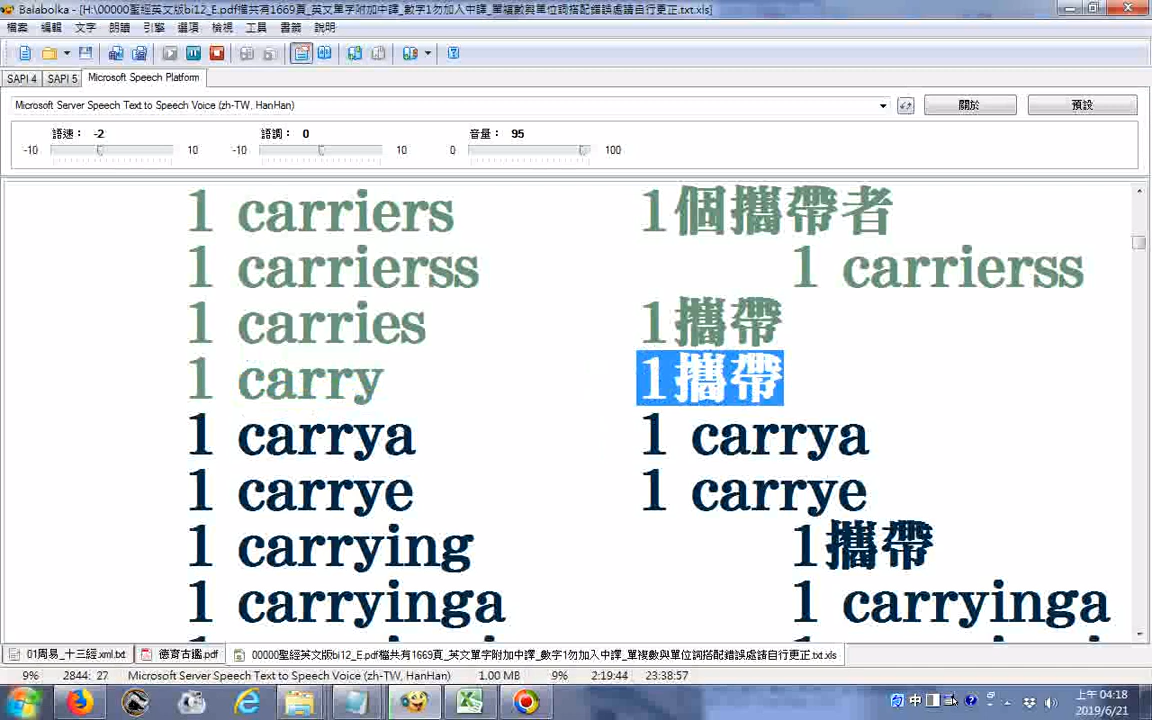 Balabolka - [H:\00000聖經英文版bi12_E.pdf檔共有1669頁_英文單字附加中譯_數字1勿加入中譯_單複數與單位詞搭配錯誤處請自行更正.txt.xls]
檔案 編輯 文字 朗讀 引擎 選項 檢視 工具 書籤 說明
SAPI 4 SAPI 5 Microsoft Speech Platform
Microsoft Server Speech Text to Speech Voice (zh-TW, HanHan) 關於 預設
語速： -2 語調： 0 音量： 95
-10 10 -10 10 0 100
1 carriers 1個攜帶者
1 carrierss 1 carrierss
1 carries 1攜帶
1 carry 1攜帶
1 carrya 1 carrya
1 carrye 1 carrye
1 carrying 1攜帶
1 carryinga 1 carryinga
01周易_十三經.xml.txt 德育古鑑.pdf 00000聖經英文版bi12_E.pdf檔共有1669頁_英文單字附加中譯_數字1勿加入中譯_單複數與單位詞搭配錯誤處請自行更正.txt.xls
9% 2844: 27 Microsoft Server Speech Text to Speech Voice (zh-TW, HanHan) 1.00 MB 9% 2:19:44 23:38:57
中 上午 04:18
2019/6/21